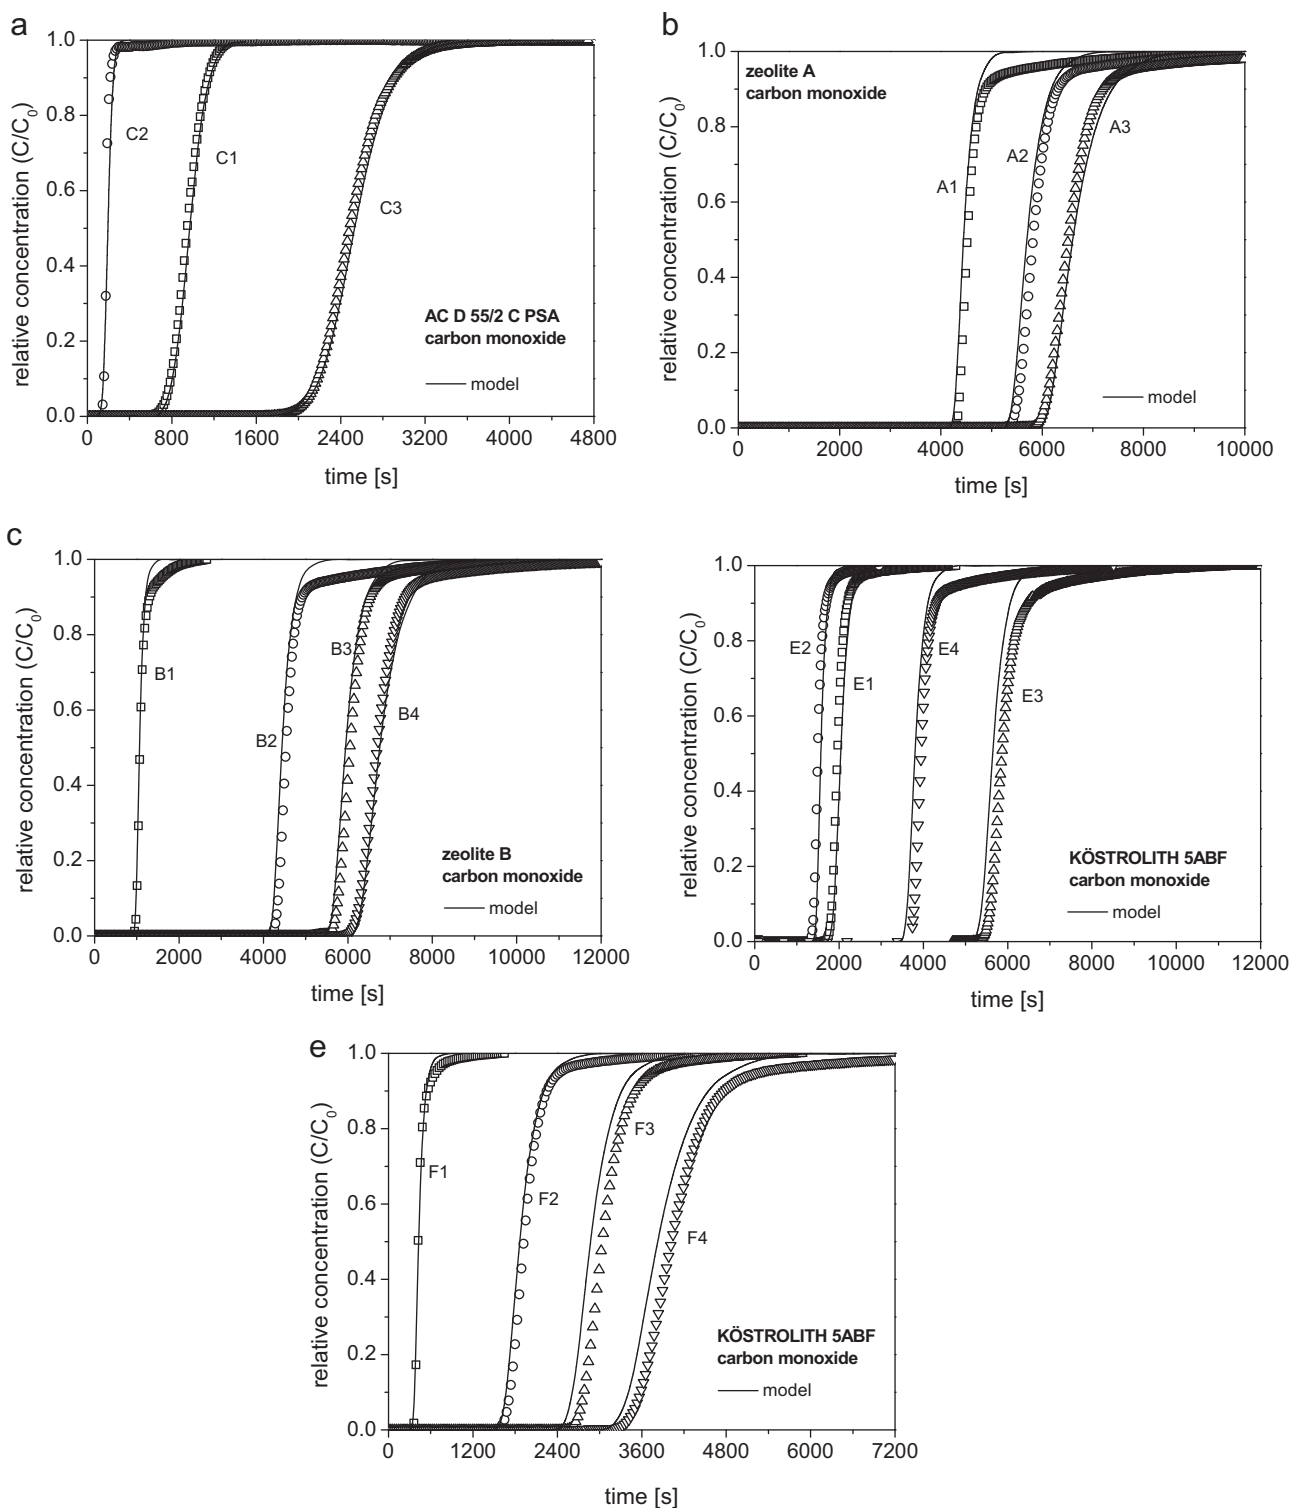 a
1.0
0.8
0.6
0.4
0.2
0.0
relative concentration (C/C0)
C2
C1
C3
AC D 55/2 C PSA
carbon monoxide
model
0 800 1600 2400 3200 4000 4800
time [s]
b
1.0
0.8
0.6
0.4
0.2
0.0
relative concentration (C/C0)
zeolite A
carbon monoxide
A1
A2
A3
model
0 2000 4000 6000 8000 10000
time [s]
c
1.0
0.8
0.6
0.4
0.2
0.0
relative concentration (C/C0)
B1
B2
B3
B4
zeolite B
carbon monoxide
model
0 2000 4000 6000 8000 10000 12000
time [s]
1.0
0.8
0.6
0.4
0.2
0.0
relative concentration (C/C0)
E2
E1
E4
E3
KÖSTROLITH 5ABF
carbon monoxide
model
0 2000 4000 6000 8000 10000 12000
time [s]
e
1.0
0.8
0.6
0.4
0.2
0.0
relative concentration (C/C0)
F1
F2
F3
F4
KÖSTROLITH 5ABF
carbon monoxide
model
0 1200 2400 3600 4800 6000 7200
time [s]